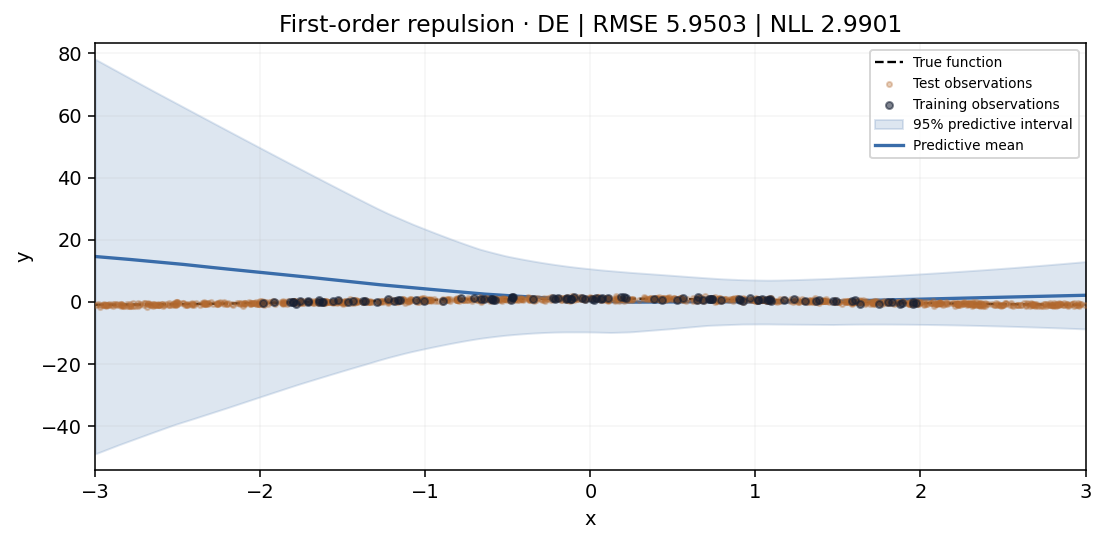 First-order repulsion · DE | RMSE 5.9503 | NLL 2.9901
True function
Test observations
Training observations
95% predictive interval
Predictive mean
80
60
40
20
0
−20
−40
y
−3
−2
−1
0
1
2
3
x